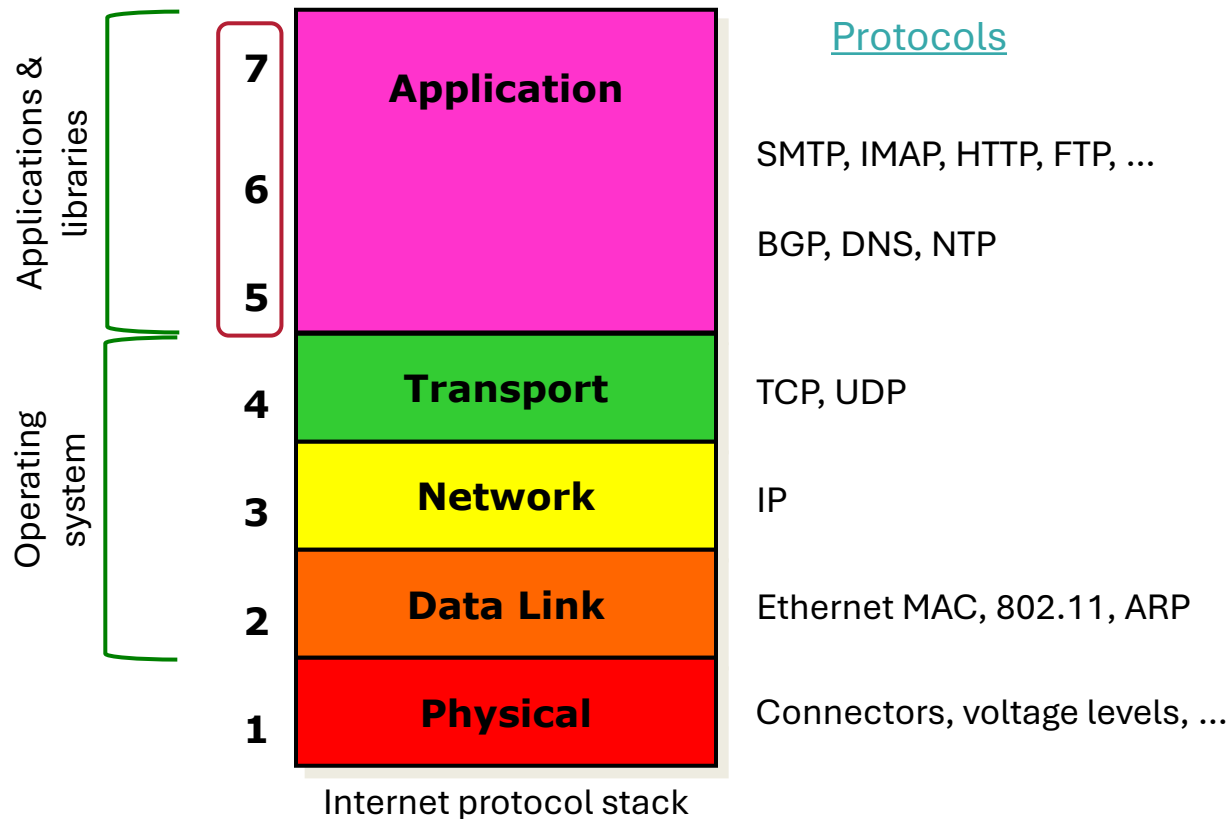 Protocols
Applications &
libraries
7
Application
6
5
SMTP, IMAP, HTTP, FTP, ...
BGP, DNS, NTP
Operating
system
4
Transport
TCP, UDP
3
Network
IP
2
Data Link
Ethernet MAC, 802.11, ARP
1
Physical
Connectors, voltage levels, ...
Internet protocol stack